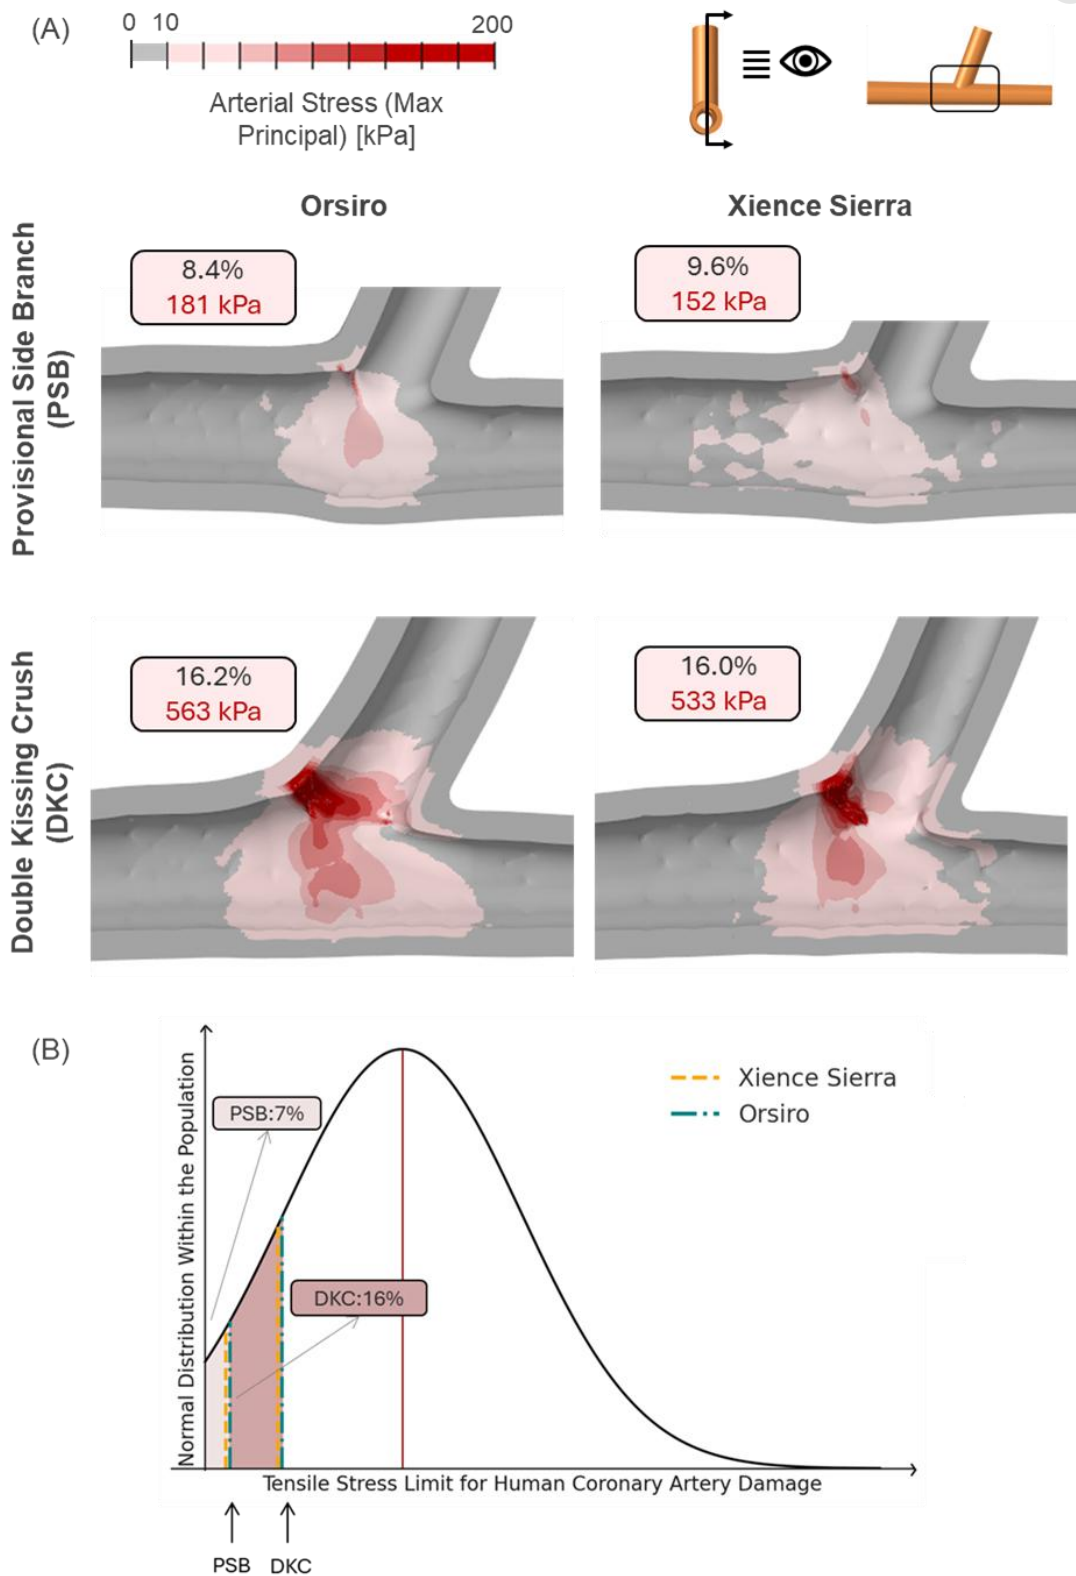 (A)
0 10 200
Arterial Stress (Max
Principal) [kPa]
Orsiro
Xience Sierra
Provisional Side Branch
(PSB)
8.4%
181 kPa
9.6%
152 kPa
Double Kissing Crush
(DKC)
16.2%
563 kPa
16.0%
533 kPa
(B)
Normal Distribution Within the Population
PSB:7%
DKC:16%
Xience Sierra
Orsiro
Tensile Stress Limit for Human Coronary Artery Damage
PSB DKC